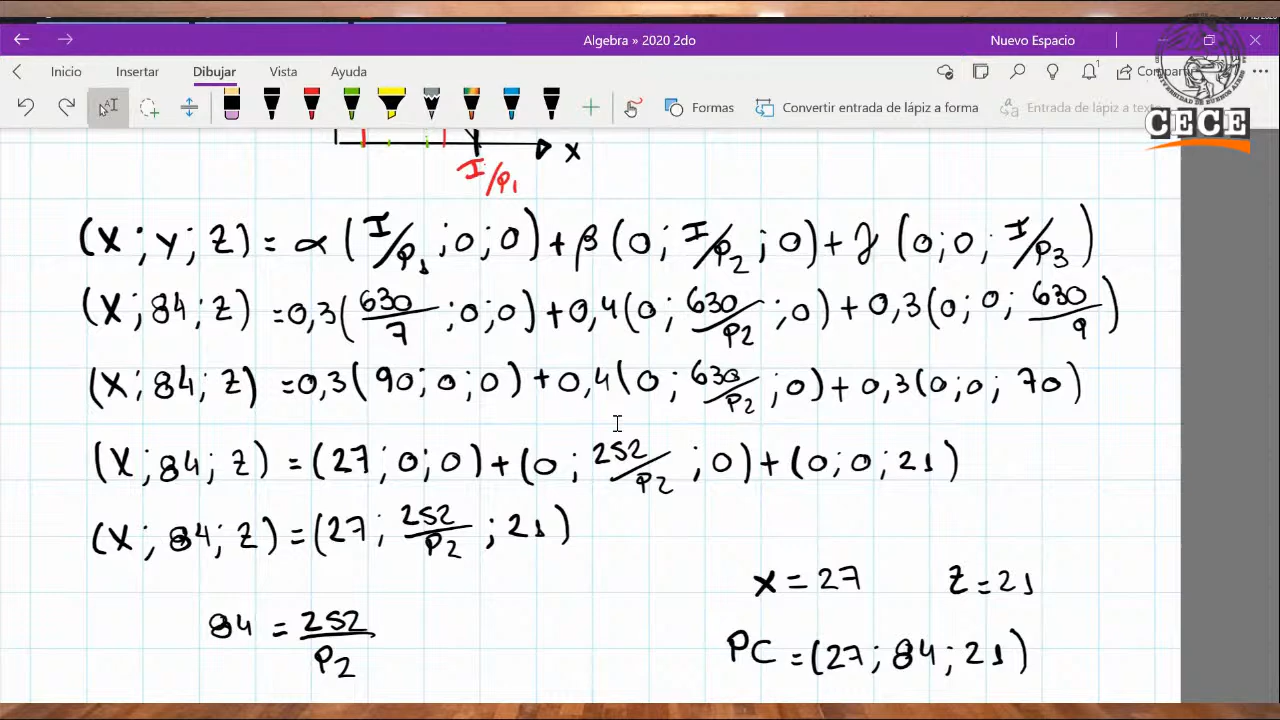 Algebra » 2020 2do
Nuevo Espacio
Inicio Insertar Dibujar Vista Ayuda
Compartir
Formas
Convertir entrada de lápiz a forma
Entrada de lápiz a texto
CECE
X
I/P1
(X ; Y ; Z) = α (I/P1 ; 0 ; 0) + β (0 ; I/P2 ; 0) + γ (0 ; 0 ; I/P3)
(X ; 84 ; Z) = 0,3 (630/7 ; 0 ; 0) + 0,4 (0 ; 630/P2 ; 0) + 0,3 (0 ; 0 ; 630/9)
(X ; 84 ; Z) = 0,3 (90 ; 0 ; 0) + 0,4 (0 ; 630/P2 ; 0) + 0,3 (0 ; 0 ; 70)
(X ; 84 ; Z) = (27 ; 0 ; 0) + (0 ; 252/P2 ; 0) + (0 ; 0 ; 21)
(X ; 84 ; Z) = (27 ; 252/P2 ; 21)
X = 27 Z = 21
84 = 252/P2
PC = (27 ; 84 ; 21)